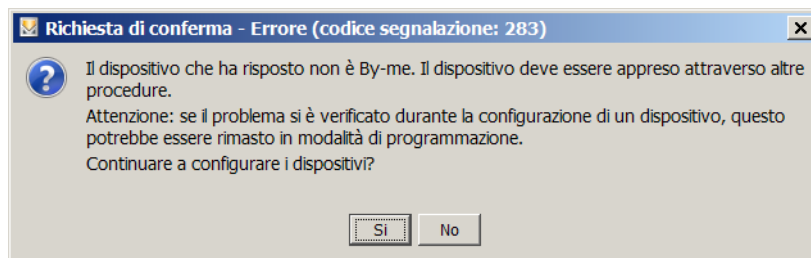 Richiesta di conferma - Errore (codice segnalazione: 283)
Il dispositivo che ha risposto non è By-me. Il dispositivo deve essere appreso attraverso altre
procedure.
Attenzione: se il problema si è verificato durante la configurazione di un dispositivo, questo
potrebbe essere rimasto in modalità di programmazione.
Continuare a configurare i dispositivi?
Si No